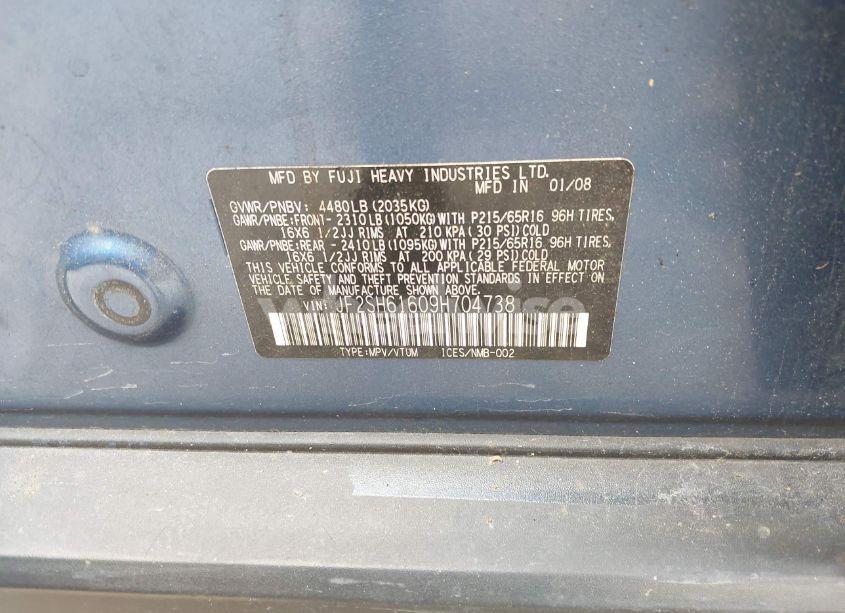 MFD BY FUJI HEAVY INDUSTRIES LTD.
MFD IN 01/08
GVWR/PNBV: 4480LB (2035KG)
GAWR/PNBE:FRONT- 2310LB (1050KG) WITH P215/65R16 96H TIRES,
16X6 1/2JJ RIMS AT 210 KPA( 30 PSI)COLD
GAWR/PNBE:REAR -2410LB (1095KG) WITH P215/65R16 96H TIRES,
16X6 1/2JJ RIMS AT 200 KPA( 29 PSI)COLD
THIS VEHICLE CONFORMS TO ALL APPLICABLE FEDERAL MOTOR
VEHICLE SAFETY AND THEFT PREVENTION STANDARDS IN EFFECT
ON THE DATE OF MANUFACTURE SHOWN ABOVE.
VIN: JF2SH61609H704738
TYPE:MPV/VTUM ICES/NMB-002